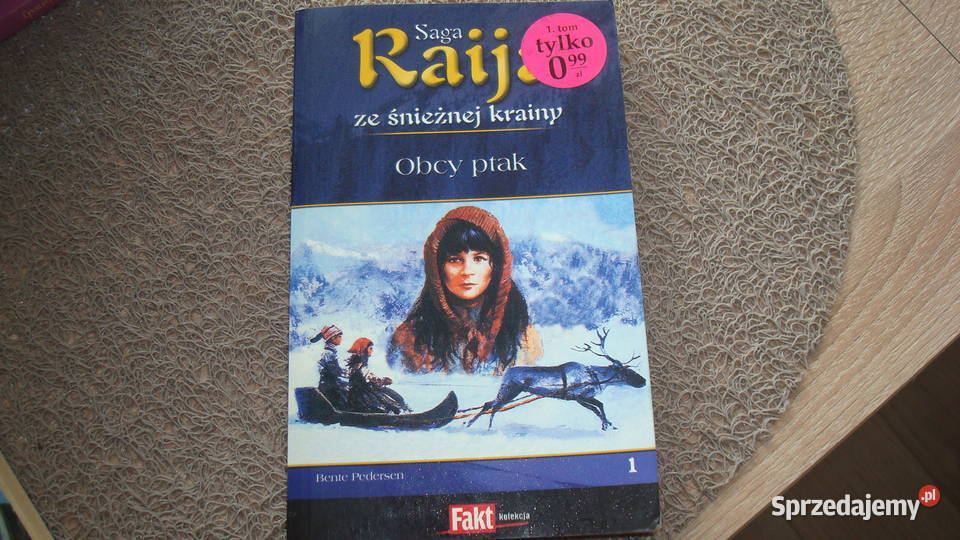 Saga
Raija
ze śnieżnej krainy
1. tom
tylko
0 99
zł
Obcy ptak
Bente Pedersen
1
Fakt kolekcja
Sprzedajemy.pl